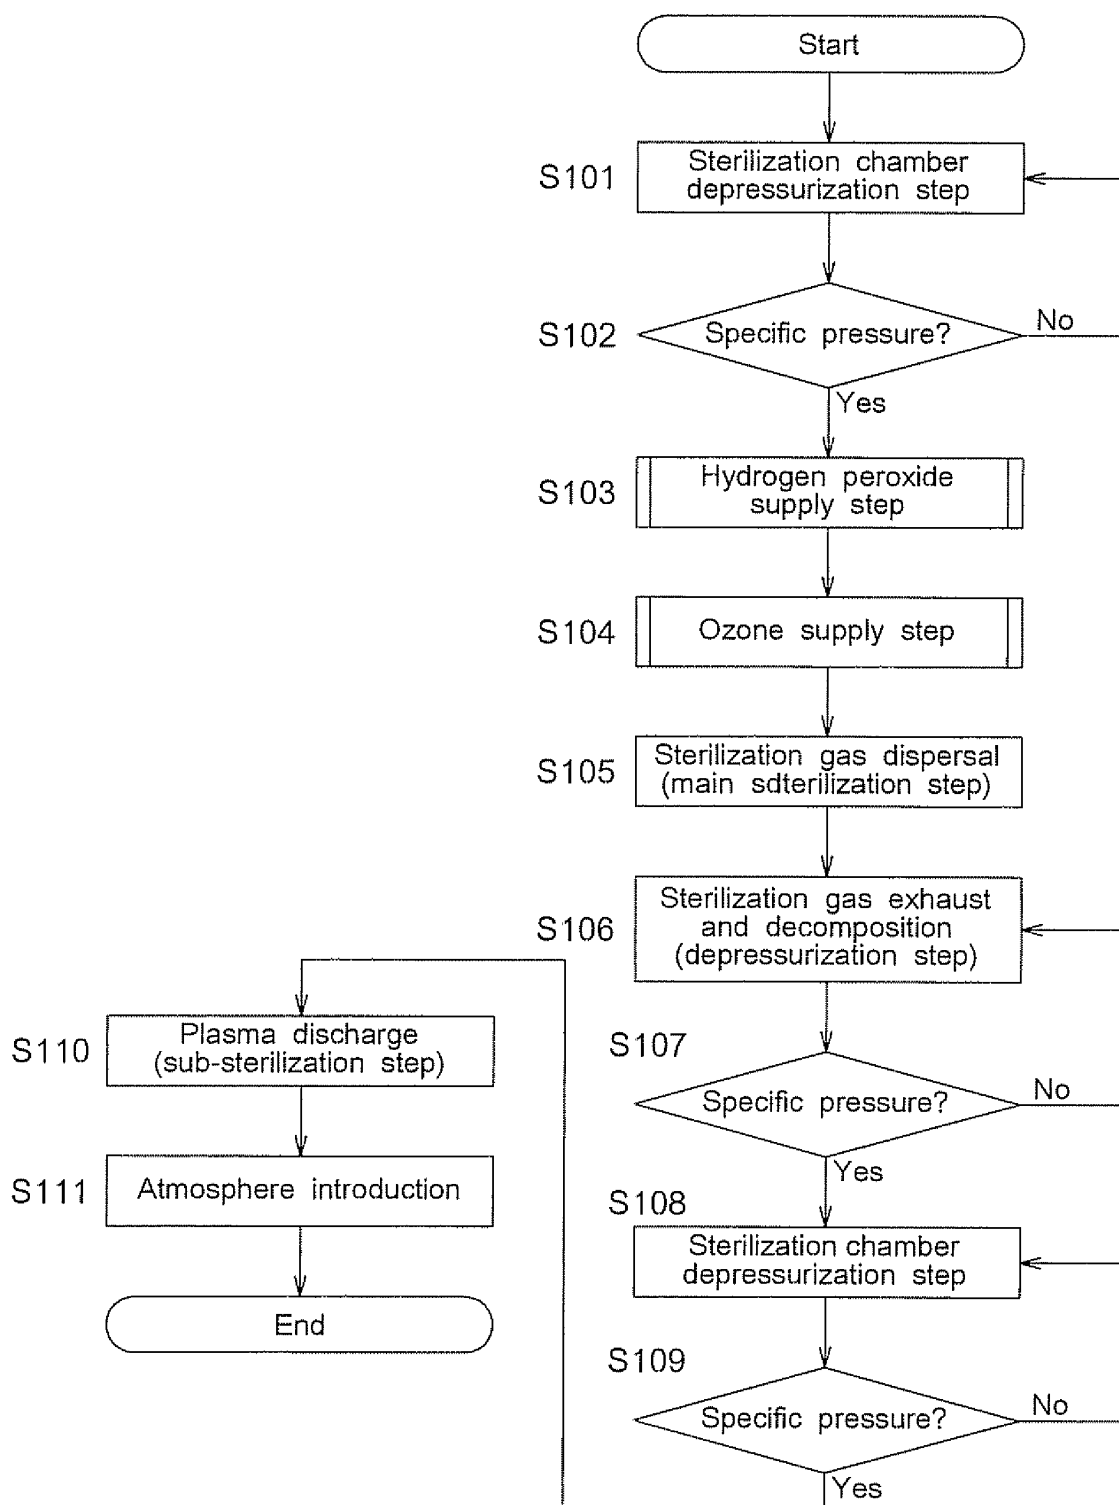 Start
S101
Sterilization chamber
depressurization step
S102
Specific pressure?
No
Yes
S103
Hydrogen peroxide
supply step
S104
Ozone supply step
S105
Sterilization gas dispersal
(main sdterilization step)
S106
Sterilization gas exhaust
and decomposition
(depressurization step)
S107
Specific pressure?
No
Yes
S108
Sterilization chamber
depressurization step
S109
Specific pressure?
No
Yes
S110
Plasma discharge
(sub-sterilization step)
S111
Atmosphere introduction
End